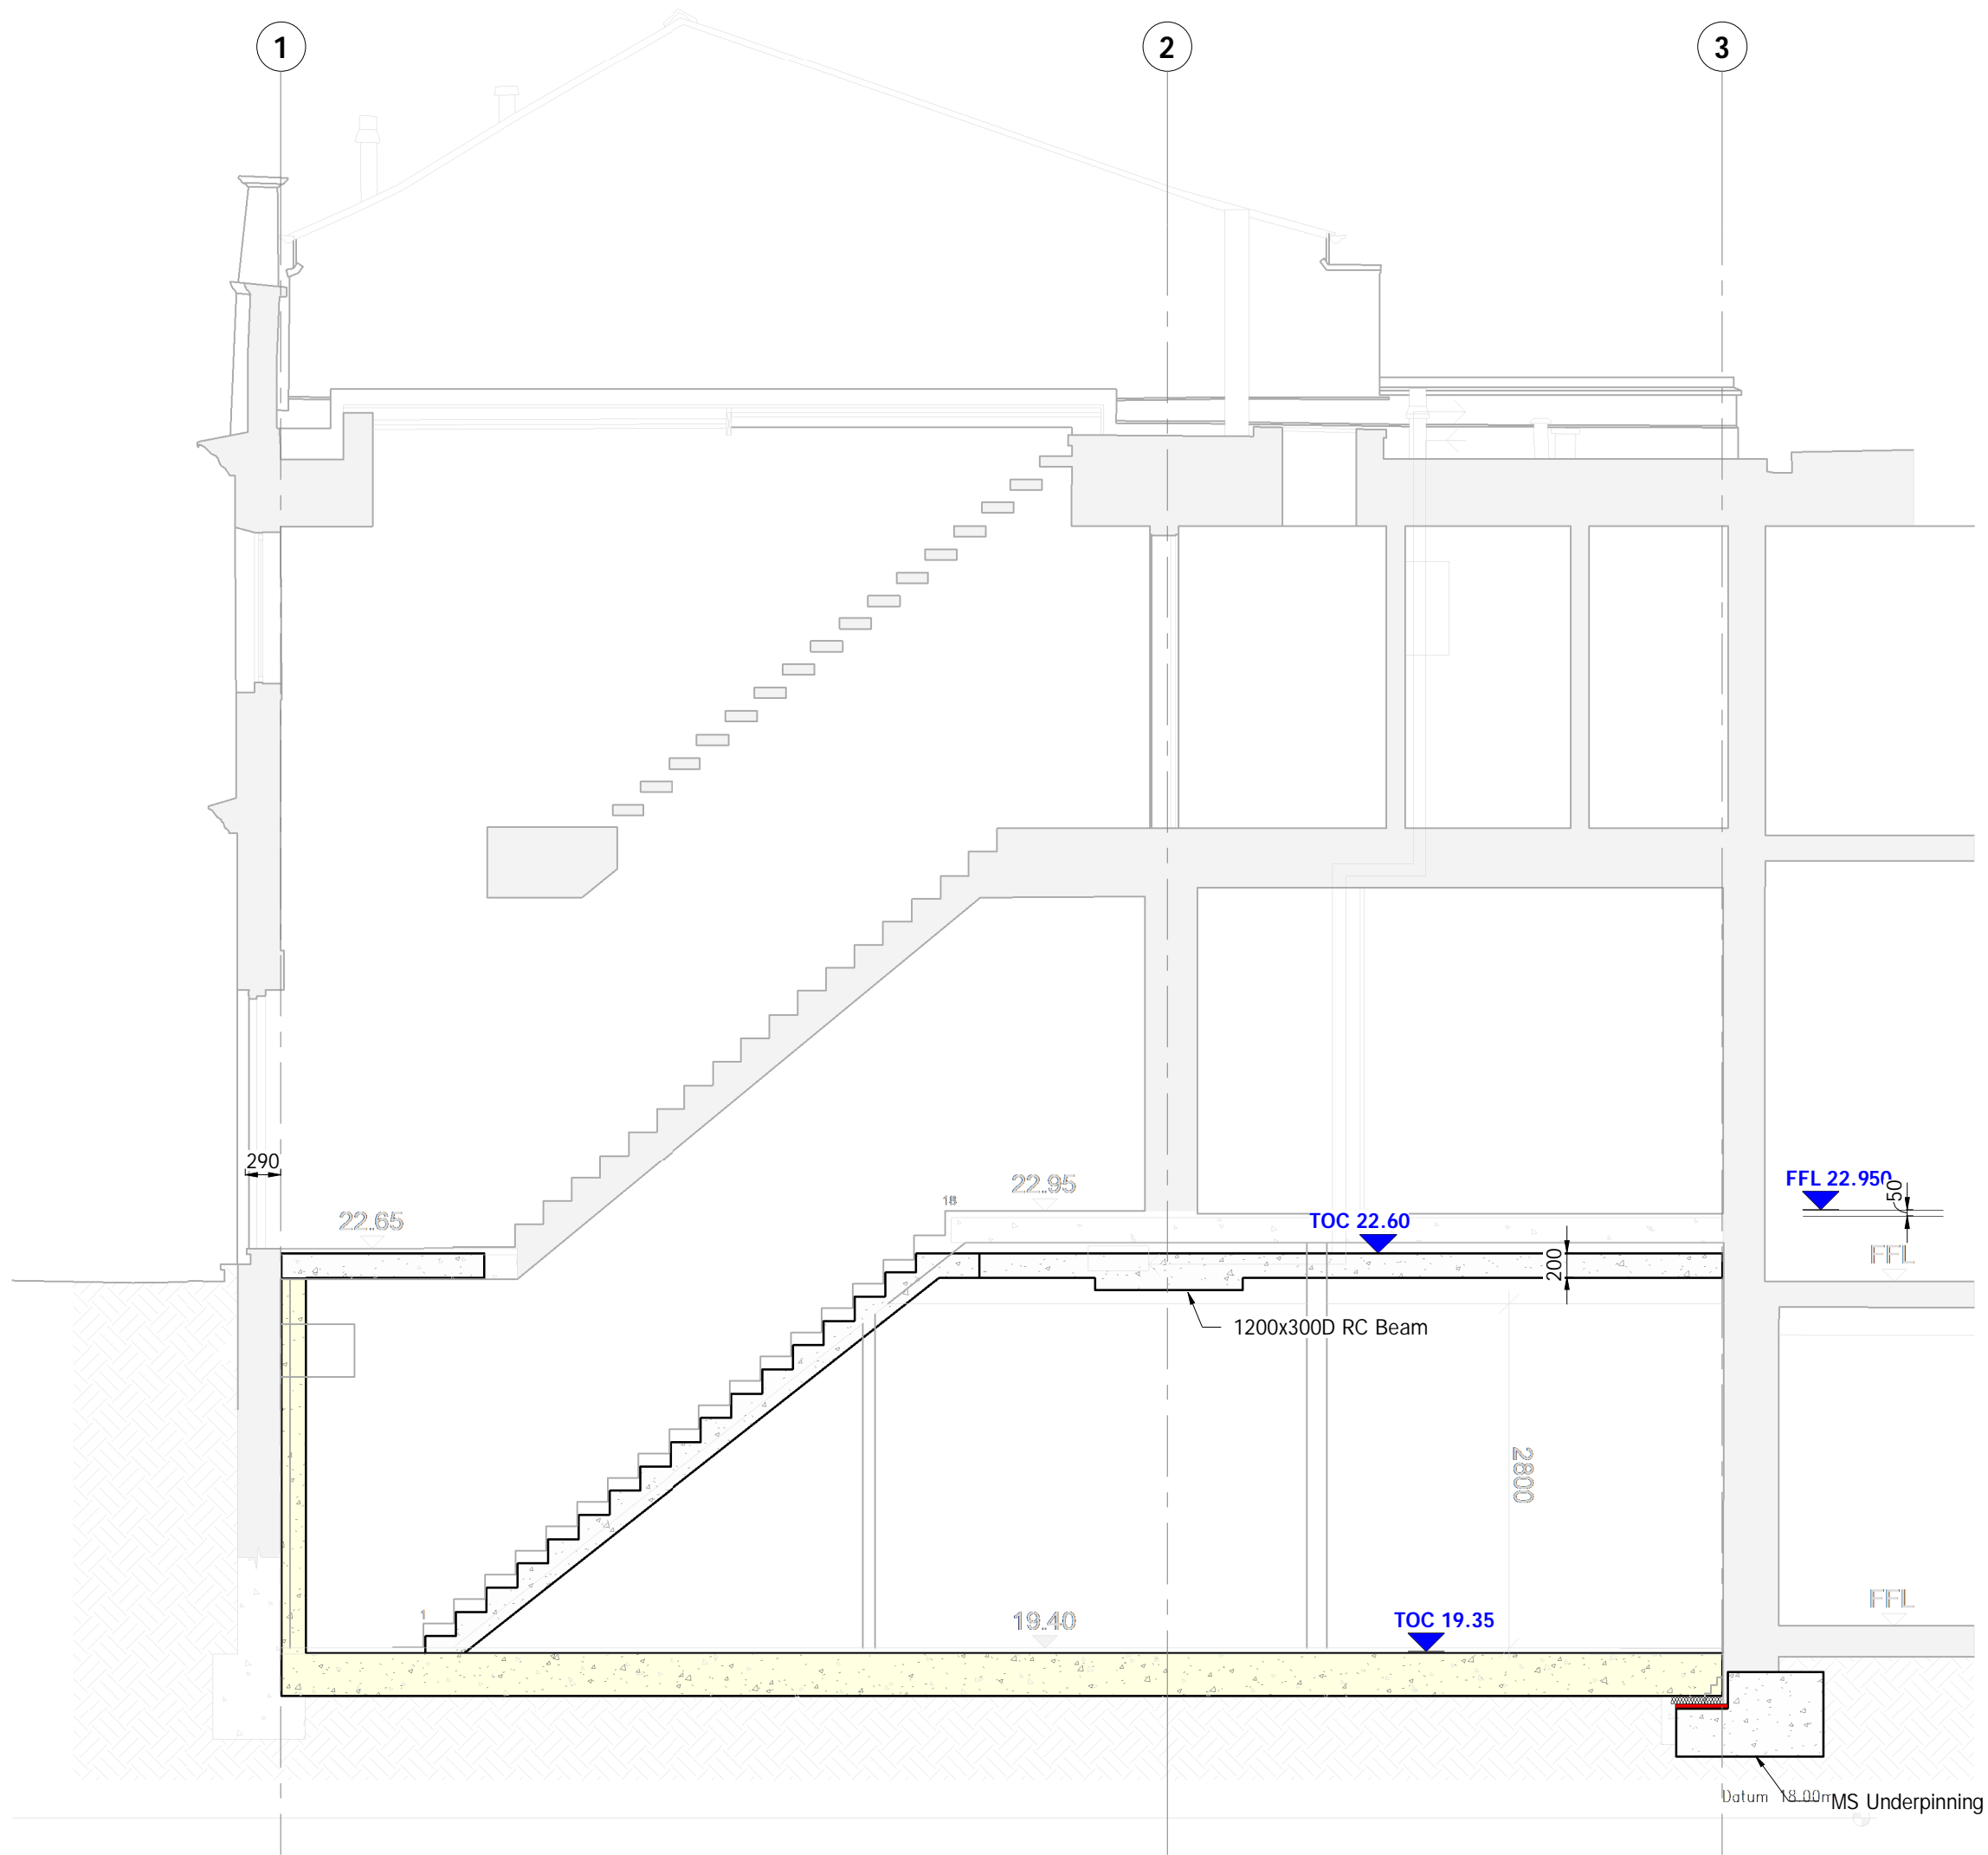 1
2
3
290
22.65
18
22.95
FFL 22.950
50
TOC 22.60
200
FFL
1200x300D RC Beam
2800
1
19.40
TOC 19.35
FFL
Datum 18.00m
MS Underpinning